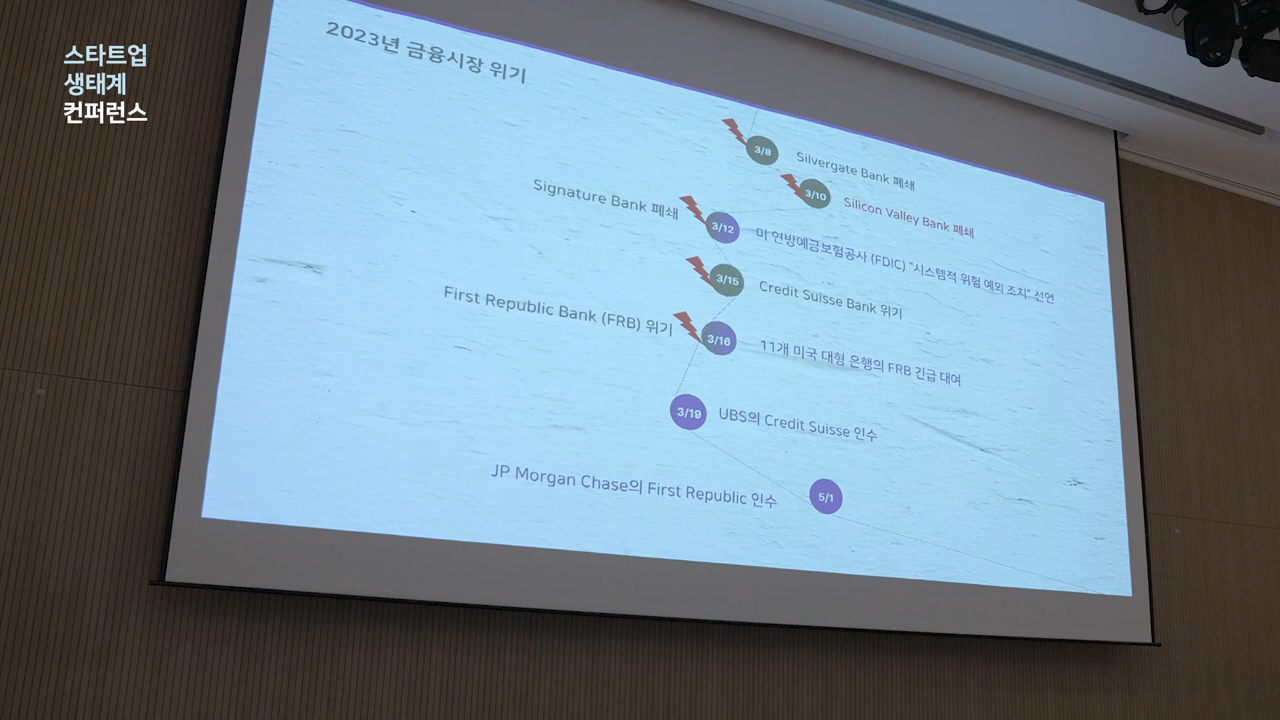 스타트업
생태계
컨퍼런스
2023년 금융시장 위기
3/8
Silvergate Bank 폐쇄
3/10
Silicon Valley Bank 폐쇄
Signature Bank 폐쇄
3/12
미 연방예금보험공사 (FDIC) "시스템적 위험 예외 조치" 선언
3/15
Credit Suisse Bank 위기
First Republic Bank (FRB) 위기
3/16
11개 미국 대형 은행의 FRB 긴급 대여
3/19
UBS의 Credit Suisse 인수
JP Morgan Chase의 First Republic 인수
5/1